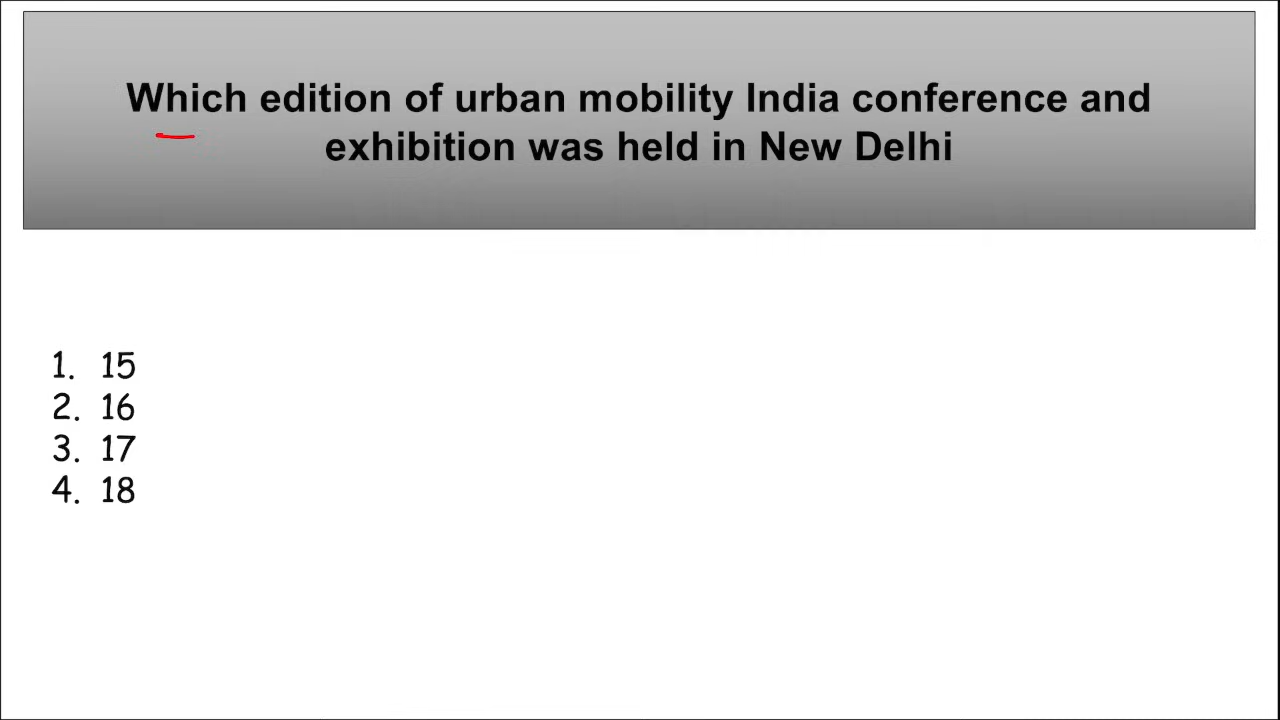 Which edition of urban mobility India conference and
exhibition was held in New Delhi
1. 15
2. 16
3. 17
4. 18